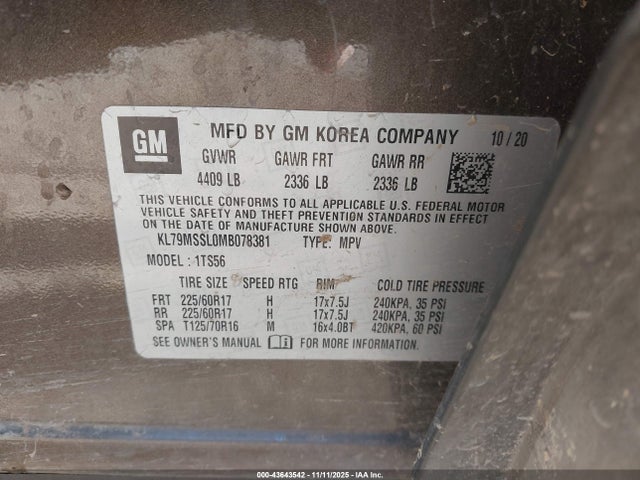 GM MFD BY GM KOREA COMPANY 10 / 20
GVWR GAWR FRT GAWR RR
4409 LB 2336 LB 2336 LB
THIS VEHICLE CONFORMS TO ALL APPLICABLE U.S. FEDERAL MOTOR
VEHICLE SAFETY AND THEFT PREVENTION STANDARDS IN EFFECT ON
THE DATE OF MANUFACTURE SHOWN ABOVE.
KL79MSSL0MB078381 TYPE: MPV
MODEL : 1TS56
TIRE SIZE SPEED RTG RIM COLD TIRE PRESSURE
FRT 225/60R17 H 17x7.5J 240KPA, 35 PSI
RR 225/60R17 H 17x7.5J 240KPA, 35 PSI
SPA T125/70R16 M 16x4.0BT 420KPA, 60 PSI
SEE OWNER'S MANUAL FOR MORE INFORMATION.
000-43643542 - 11/11/2025 - IAA Inc.